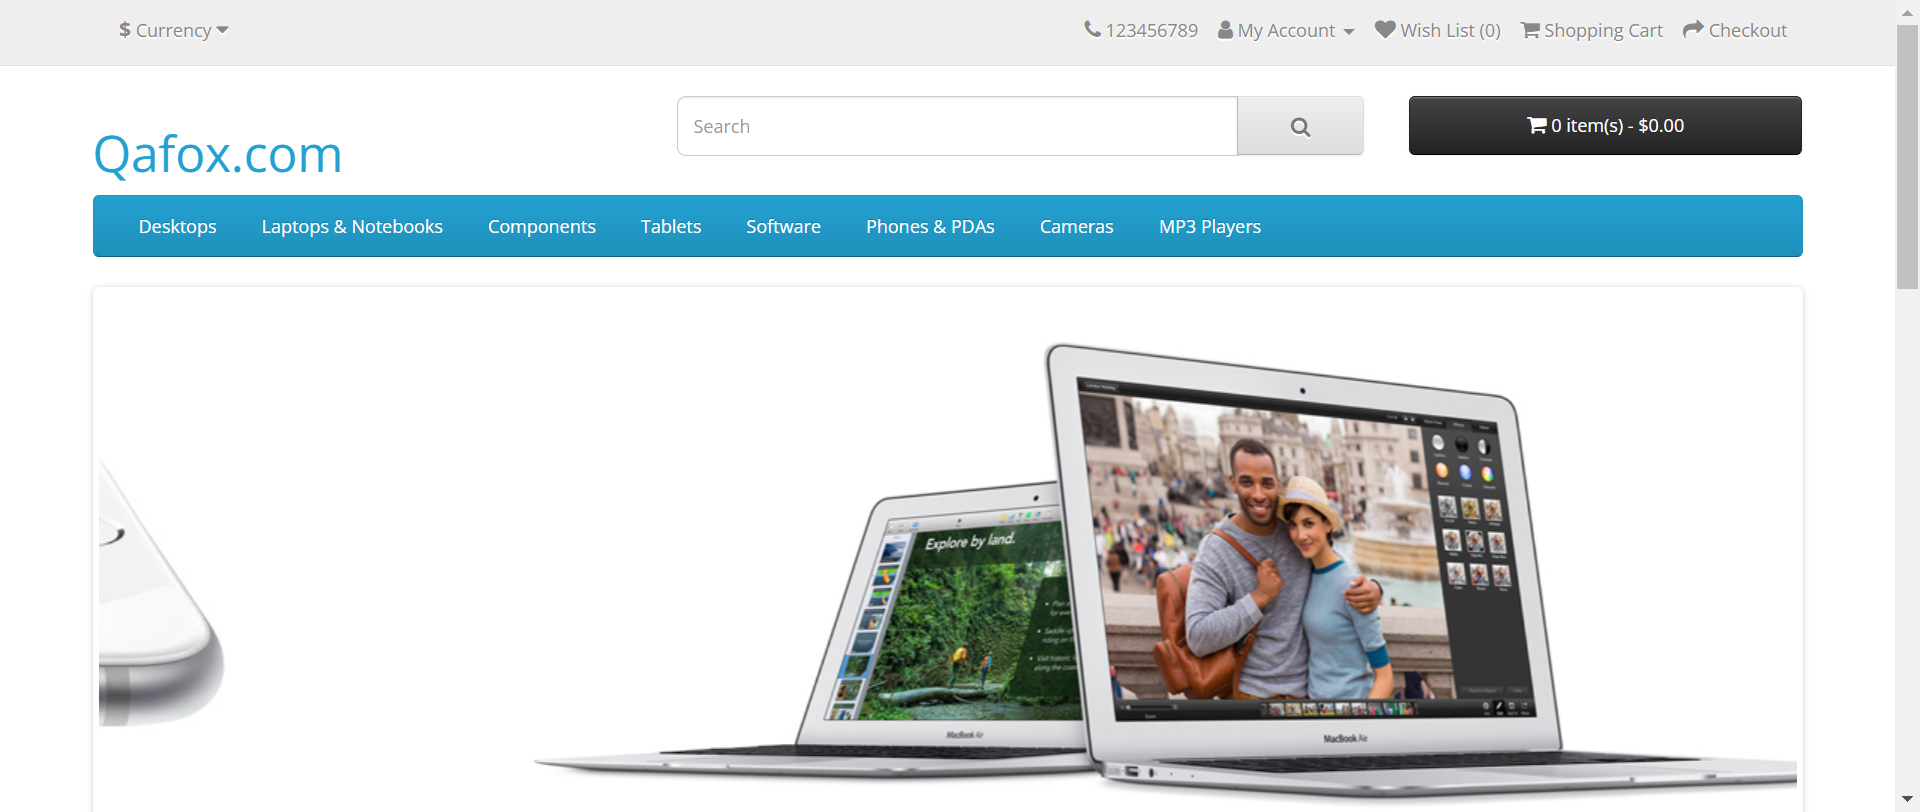 $ Currency
123456789 My Account Wish List (0) Shopping Cart Checkout
Search
0 item(s) - $0.00
Qafox.com
Desktops Laptops & Notebooks Components Tablets Software Phones & PDAs Cameras MP3 Players
Explore by land.
MacBook Air
MacBook Air